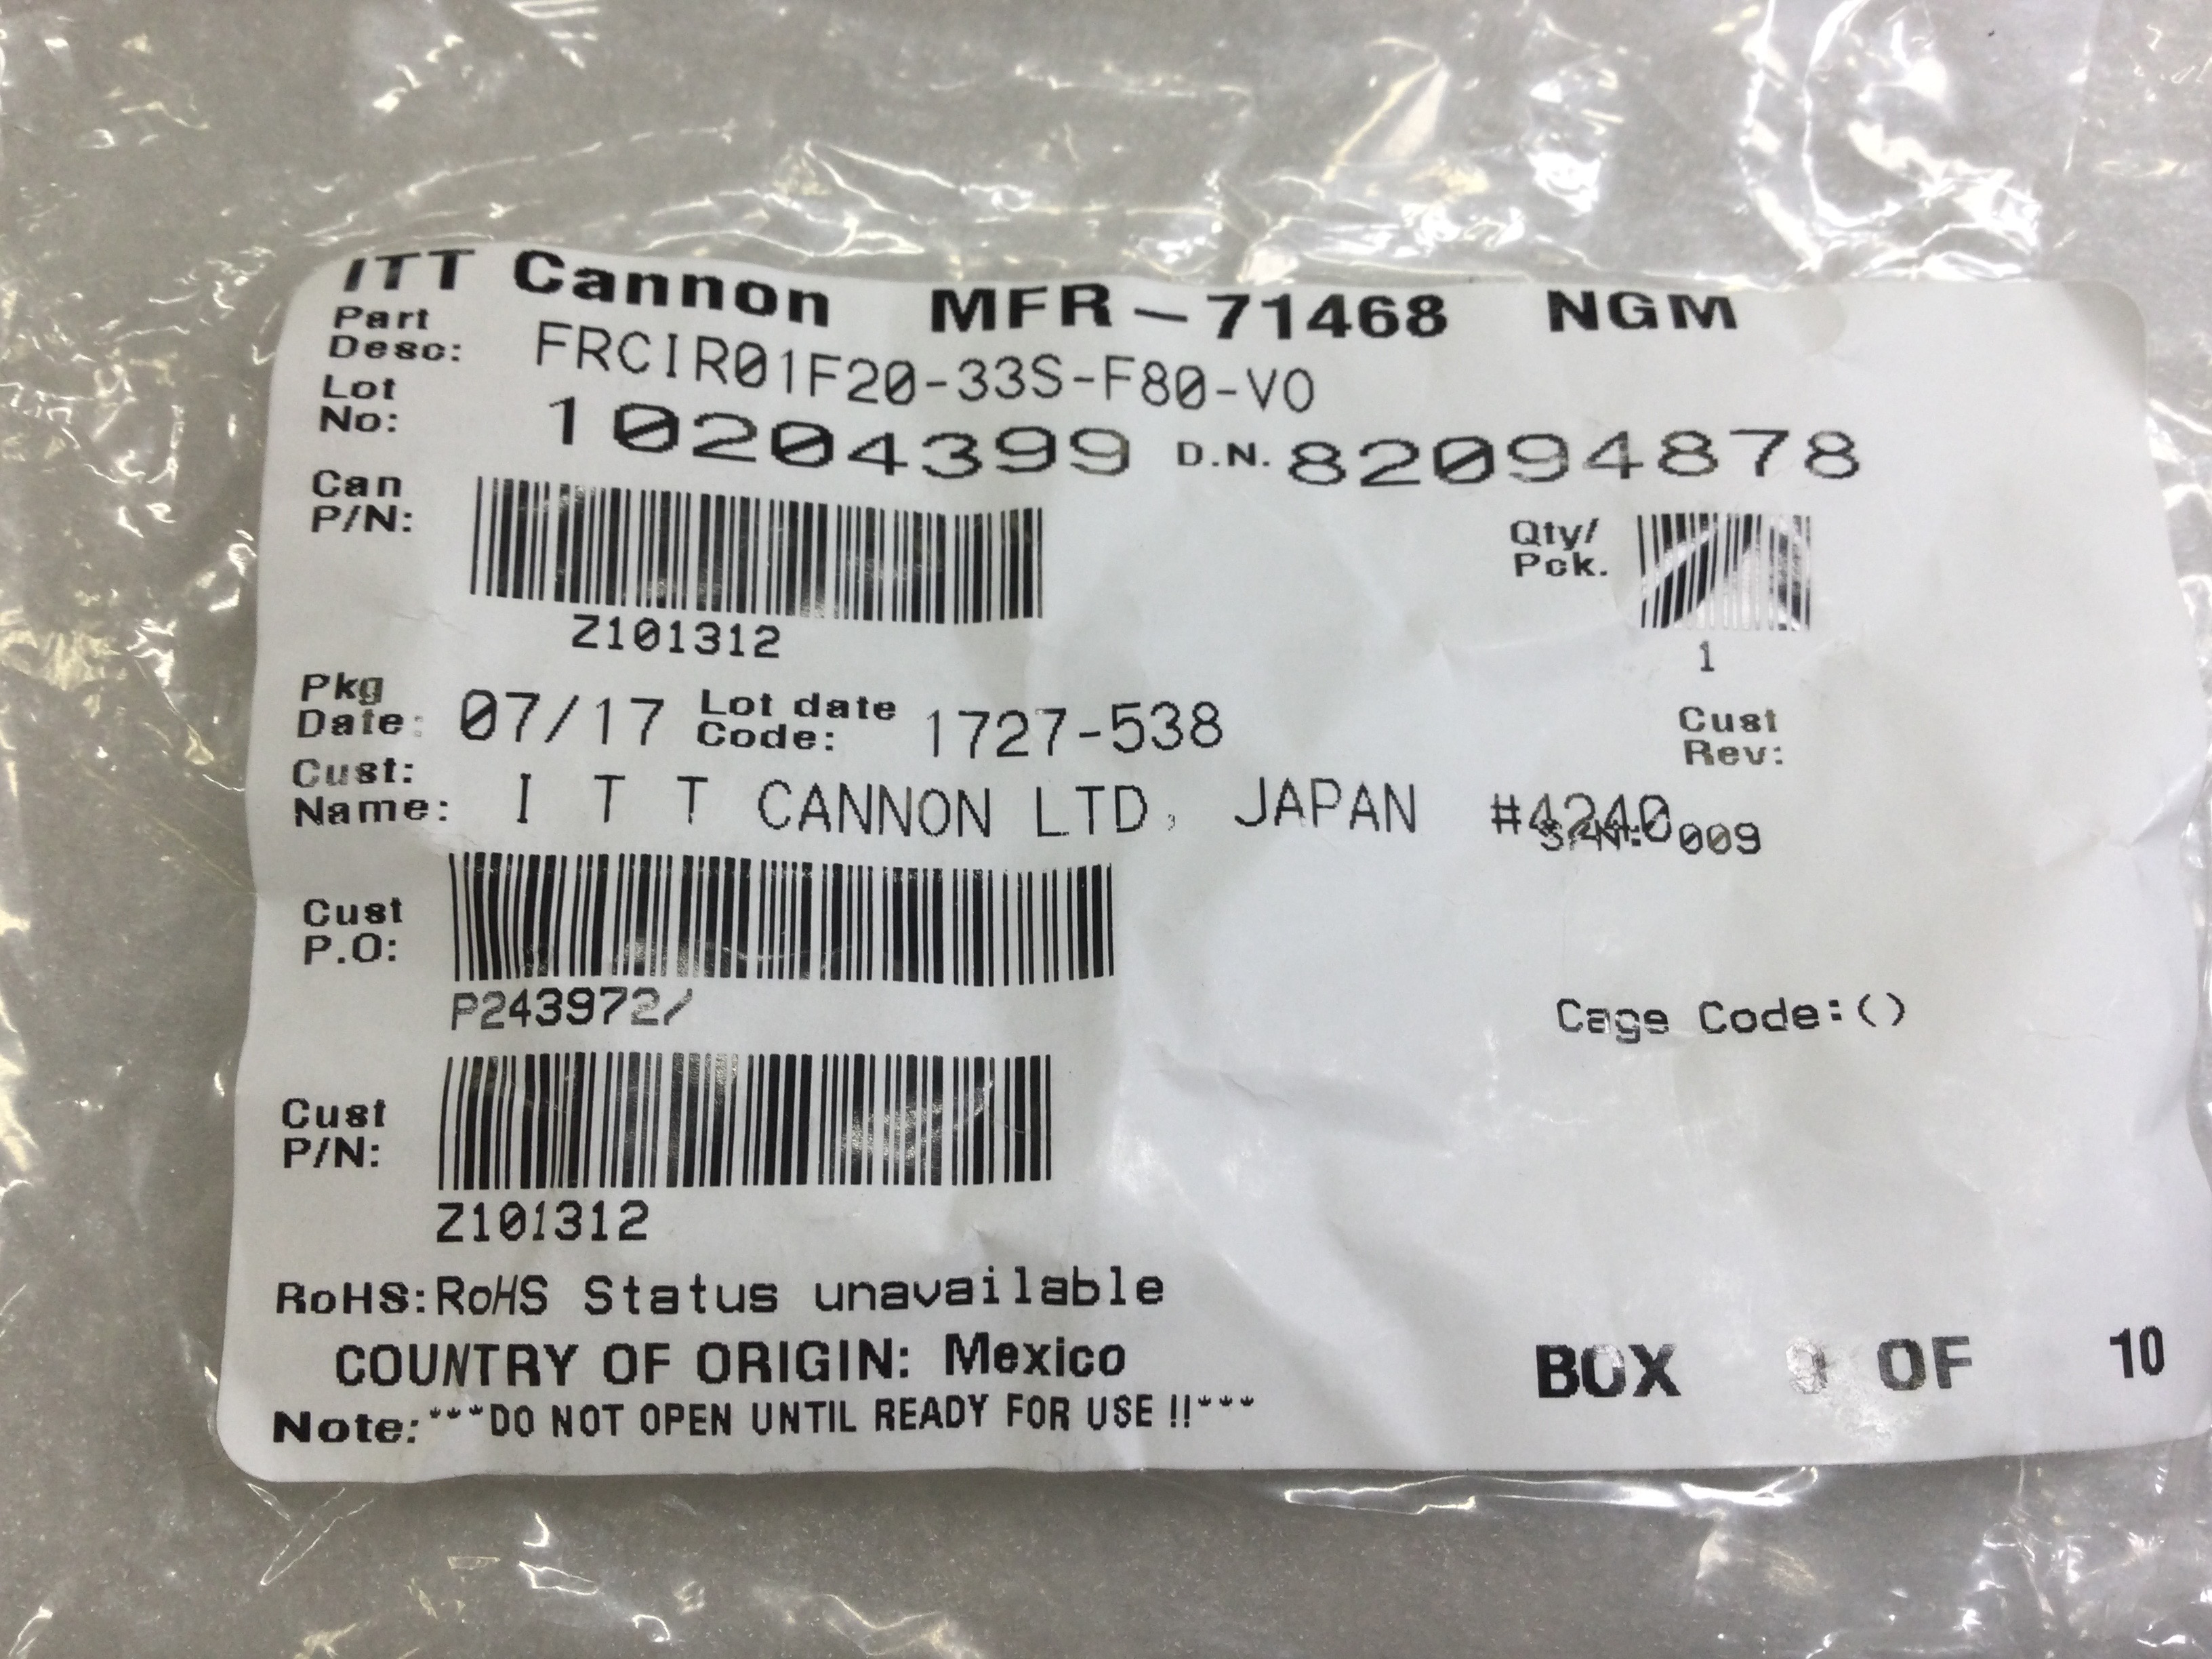 ITT Cannon MFR-71468 NGM
Part Desc: FRCIR01F20-33S-F80-VO
Lot No: 10204399 D.N. 82094878
Can P/N:
Z101312
Qty/ Pck.
1
Pkg Date: 07/17 Lot date Code: 1727-538
Cust Rev:
Cust: Name: I T T CANNON LTD, JAPAN #4240
S/N: 009
Cust P.O:
P243972/
Cage Code:()
Cust P/N:
Z101312
RoHS:RoHS Status unavailable
COUNTRY OF ORIGIN: Mexico
BOX 9 OF 10
Note:***DO NOT OPEN UNTIL READY FOR USE !!***